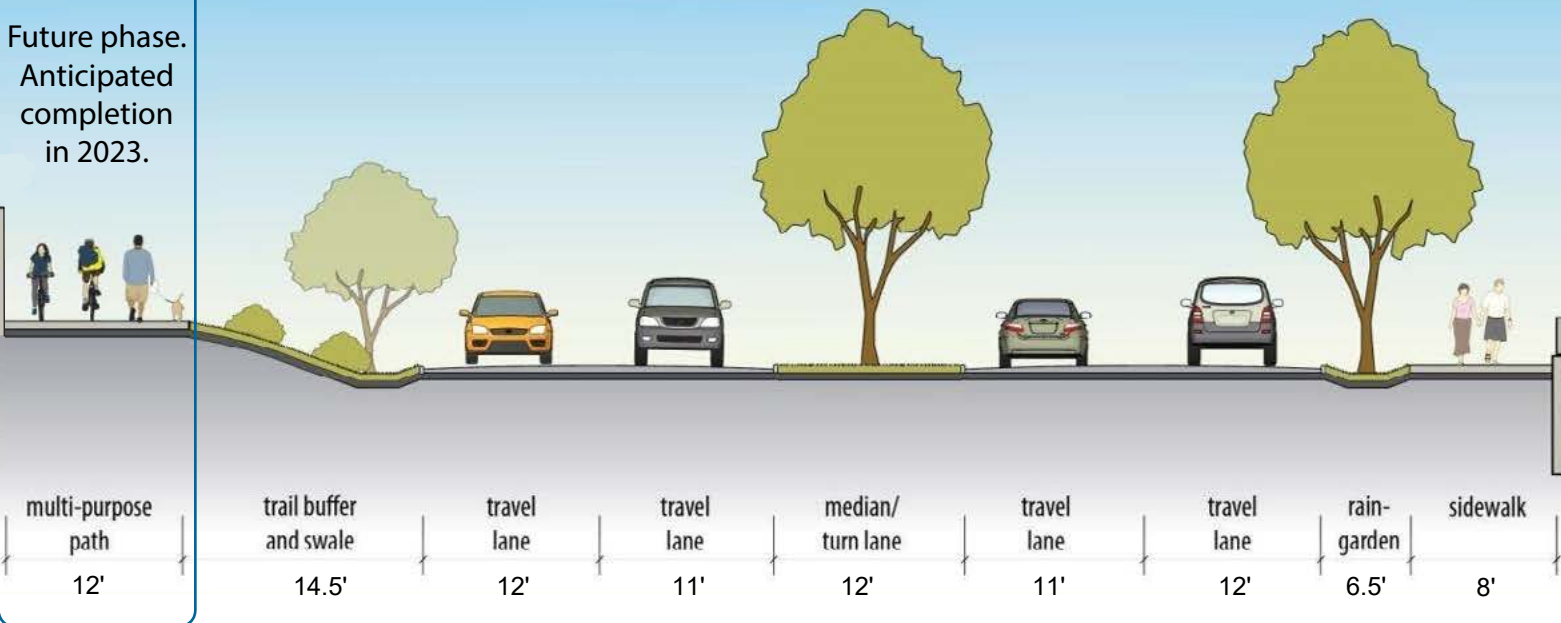 Future phase.
Anticipated
completion
in 2023.
multi-purpose
path
12'
trail buffer
and swale
14.5'
travel
lane
12'
travel
lane
11'
median/
turn lane
12'
travel
lane
11'
travel
lane
12'
rain-
garden
6.5'
sidewalk
8'